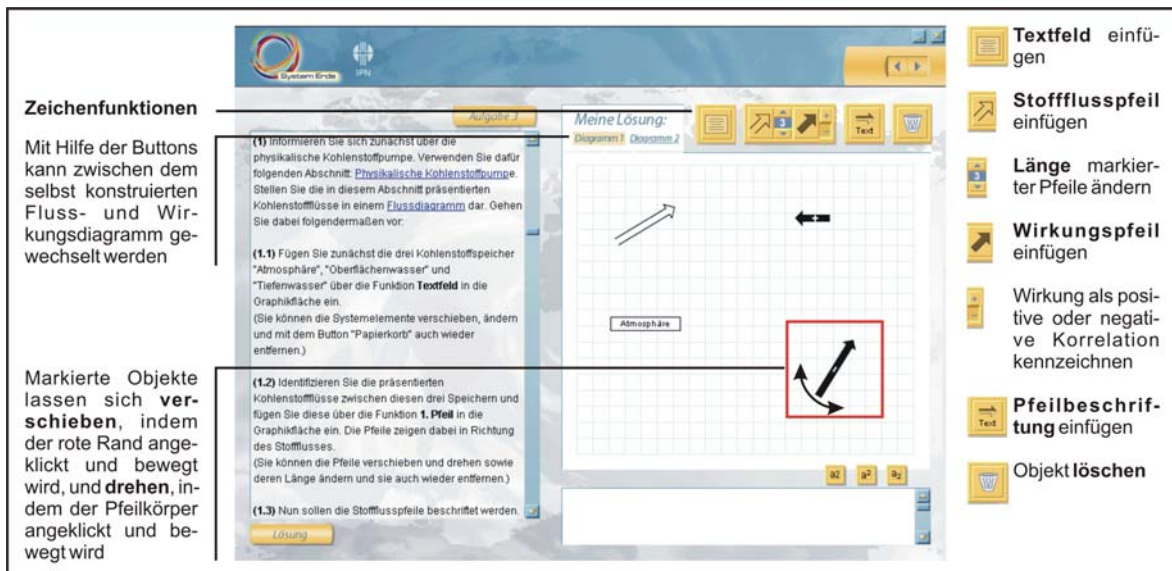 Zeichenfunktionen
Mit Hilfe der Buttons
kann zwischen dem
selbst konstruierten
Fluss- und Wir-
kungsdiagramm ge-
wechselt werden
Markierte Objekte
lassen sich ver-
schieben, indem
der rote Rand ange-
klickt und bewegt
wird, und drehen, in-
dem der Pfeilkörper
angeklickt und be-
wegt wird
System Erde
IPN
Aufgabe 3
(1) Informieren Sie sich zunächst über die
physikalische Kohlenstoffpumpe. Verwenden Sie dafür
folgenden Abschnitt: Physikalische Kohlenstoffpumpe.
Stellen Sie die in diesem Abschnitt präsentierten
Kohlenstoffflüsse in einem Flussdiagramm dar. Gehen
Sie dabei folgendermaßen vor:
(1.1) Fügen Sie zunächst die drei Kohlenstoffspeicher
"Atmosphäre", "Oberflächenwasser" und
"Tiefenwasser" über die Funktion Textfeld in die
Graphikfläche ein.
(Sie können die Systemelemente verschieben, ändern
und mit dem Button "Papierkorb" auch wieder
entfernen.)
(1.2) Identifizieren Sie die präsentierten
Kohlenstoffflüsse zwischen diesen drei Speichern und
fügen Sie diese über die Funktion 1. Pfeil in die
Graphikfläche ein. Die Pfeile zeigen dabei in Richtung
des Stoffflusses.
(Sie können die Pfeile verschieben und drehen sowie
deren Länge ändern und sie auch wieder entfernen.)
(1.3) Nun sollen die Stoffflusspfeile beschriftet werden.
Lösung
Meine Lösung:
Diagramm 1 Diagramm 2
3
+
-
Text
+
Atmosphäre
-
a2 a² a₂
Textfeld einfü-
gen
Stoffflusspfeil
einfügen
3
Länge markier-
ter Pfeile ändern
Wirkungspfeil
einfügen
+
-
Wirkung als posi-
tive oder negati-
ve Korrelation
kennzeichnen
Text
Pfeilbeschrif-
tung einfügen
Objekt löschen